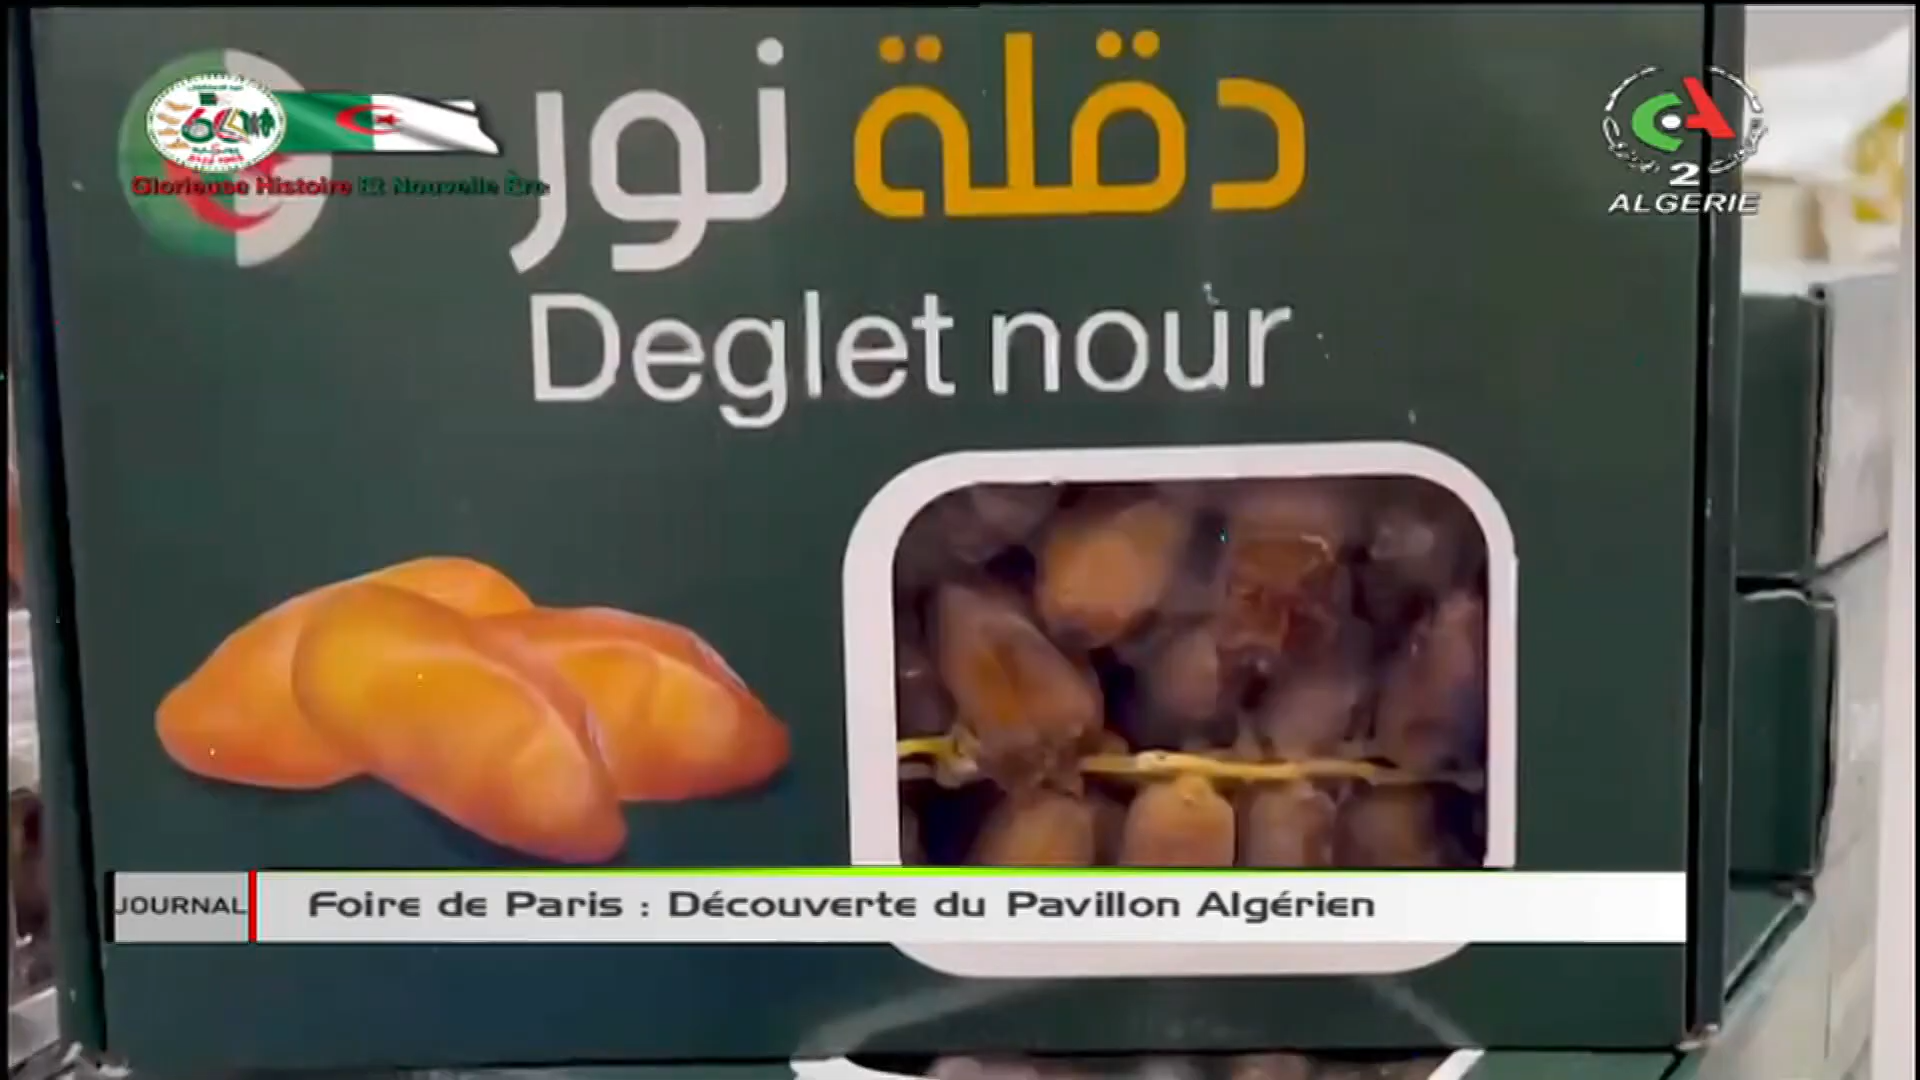 دقلة نور
Deglet nour
60
Glorieuse Histoire Et Nouvelle Ère
2
ALGERIE
JOURNAL
Foire de Paris : Découverte du Pavillon Algérien